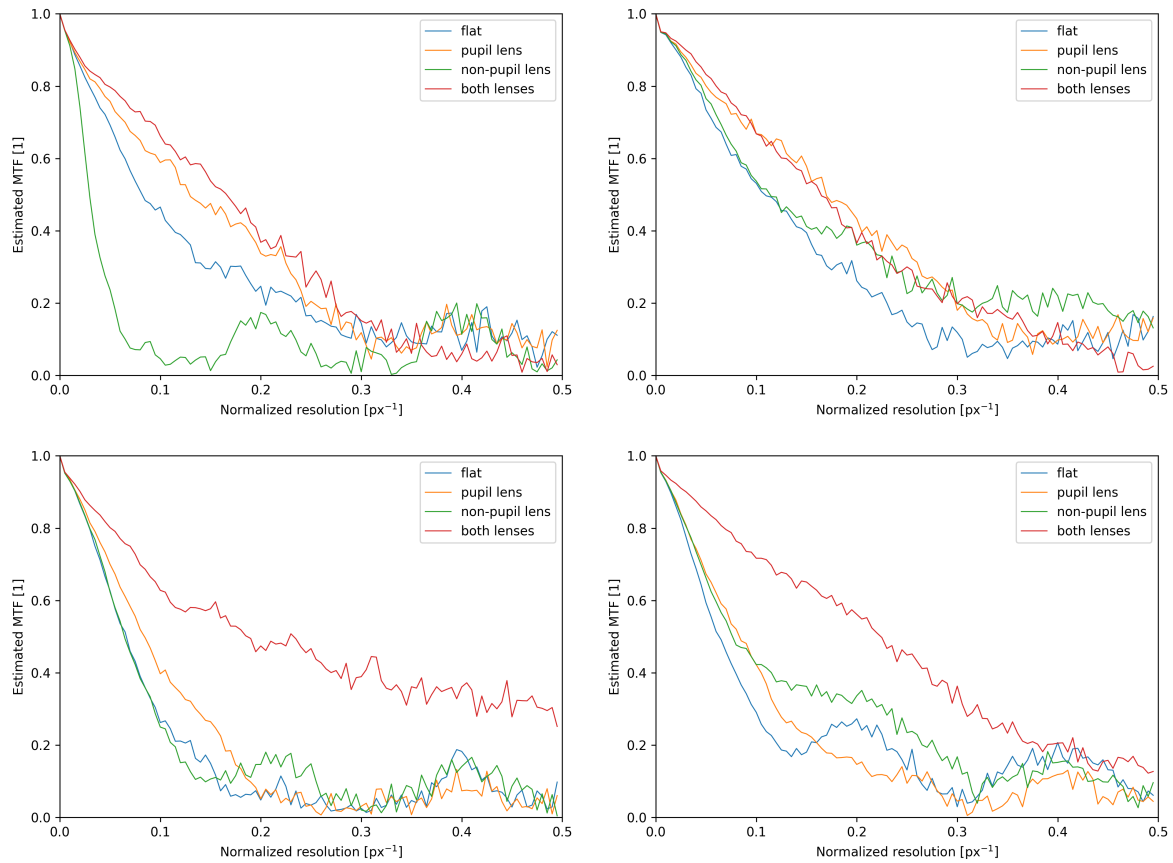 1.0
0.8
0.6
0.4
0.2
0.0
Estimated MTF [1]
flat
pupil lens
non-pupil lens
both lenses
0.0 0.1 0.2 0.3 0.4 0.5
Normalized resolution [px⁻¹]
1.0
0.8
0.6
0.4
0.2
0.0
Estimated MTF [1]
flat
pupil lens
non-pupil lens
both lenses
0.0 0.1 0.2 0.3 0.4 0.5
Normalized resolution [px⁻¹]
1.0
0.8
0.6
0.4
0.2
0.0
Estimated MTF [1]
flat
pupil lens
non-pupil lens
both lenses
0.0 0.1 0.2 0.3 0.4 0.5
Normalized resolution [px⁻¹]
1.0
0.8
0.6
0.4
0.2
0.0
Estimated MTF [1]
flat
pupil lens
non-pupil lens
both lenses
0.0 0.1 0.2 0.3 0.4 0.5
Normalized resolution [px⁻¹]